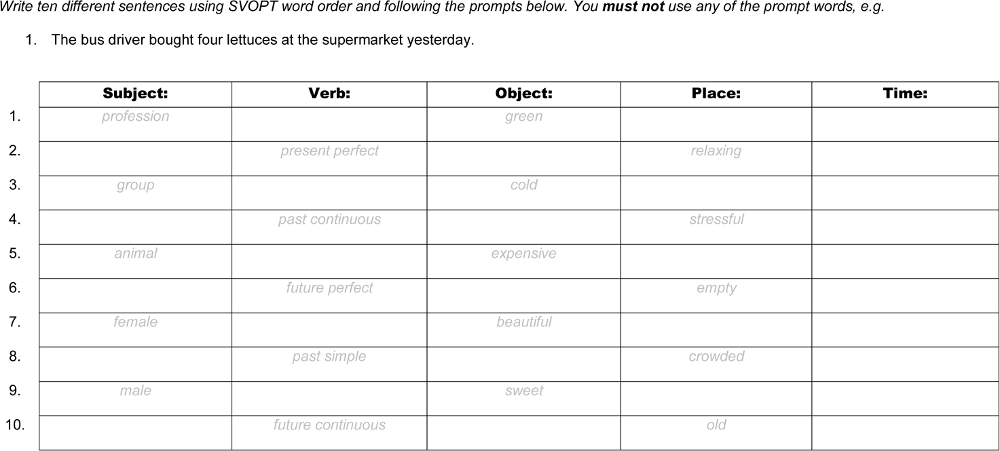 Write ten different sentences using SVOPT word order and following the prompts below. You must not use any of the prompt words, e.g.
1. The bus driver bought four lettuces at the supermarket yesterday.
Subject: Verb: Object: Place: Time:
1. profession green
2. present perfect relaxing
3. group cold
4. past continuous stressful
5. animal expensive
6. future perfect empty
7. female beautiful
8. past simple crowded
9. male sweet
10. future continuous old